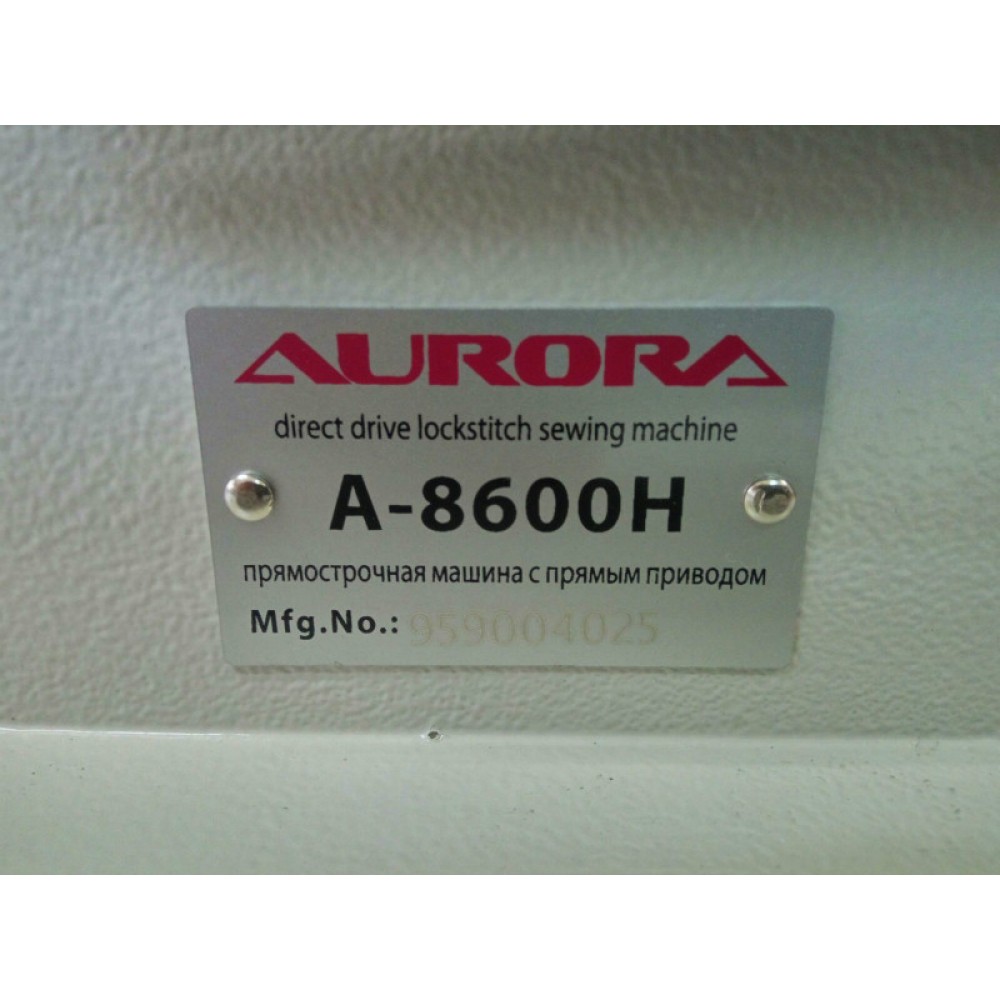 AURORA
direct drive lockstitch sewing machine
A-8600H
прямострочная машина с прямым приводом
Mfg.No.: 959004025